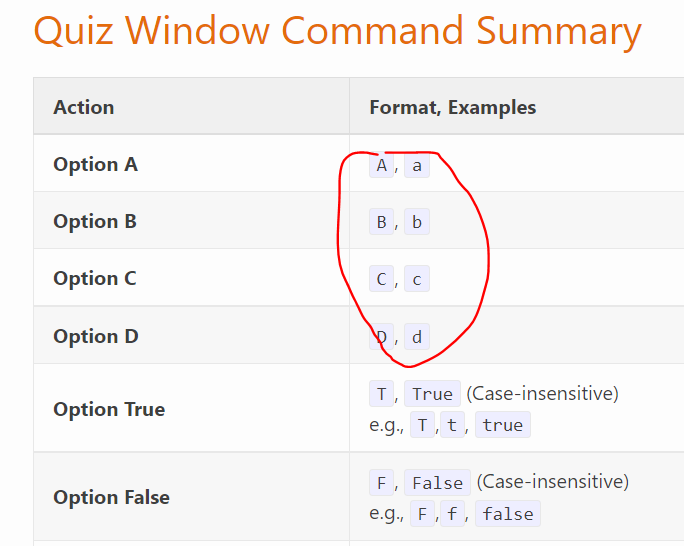 Quiz Window Command Summary
Action Format, Examples
Option A A, a
Option B B, b
Option C C, c
Option D D, d
Option True T, True (Case-insensitive)
e.g., T,t, true
Option False F, False (Case-insensitive)
e.g., F,f, false